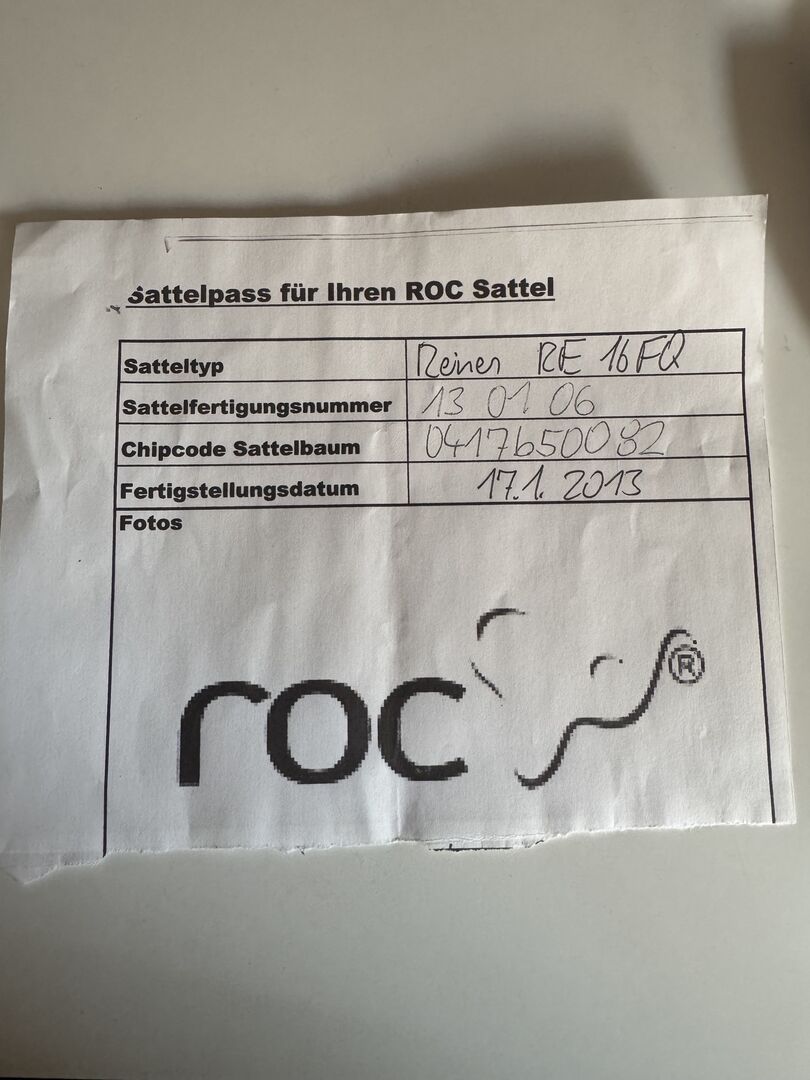 Sattelpass für Ihren ROC Sattel
Satteltyp Reiner RE 16FQ
Sattelfertigungsnummer 13 01 06
Chipcode Sattelbaum 0417650082
Fertigstellungsdatum 17.1. 2013
Fotos
roc ®